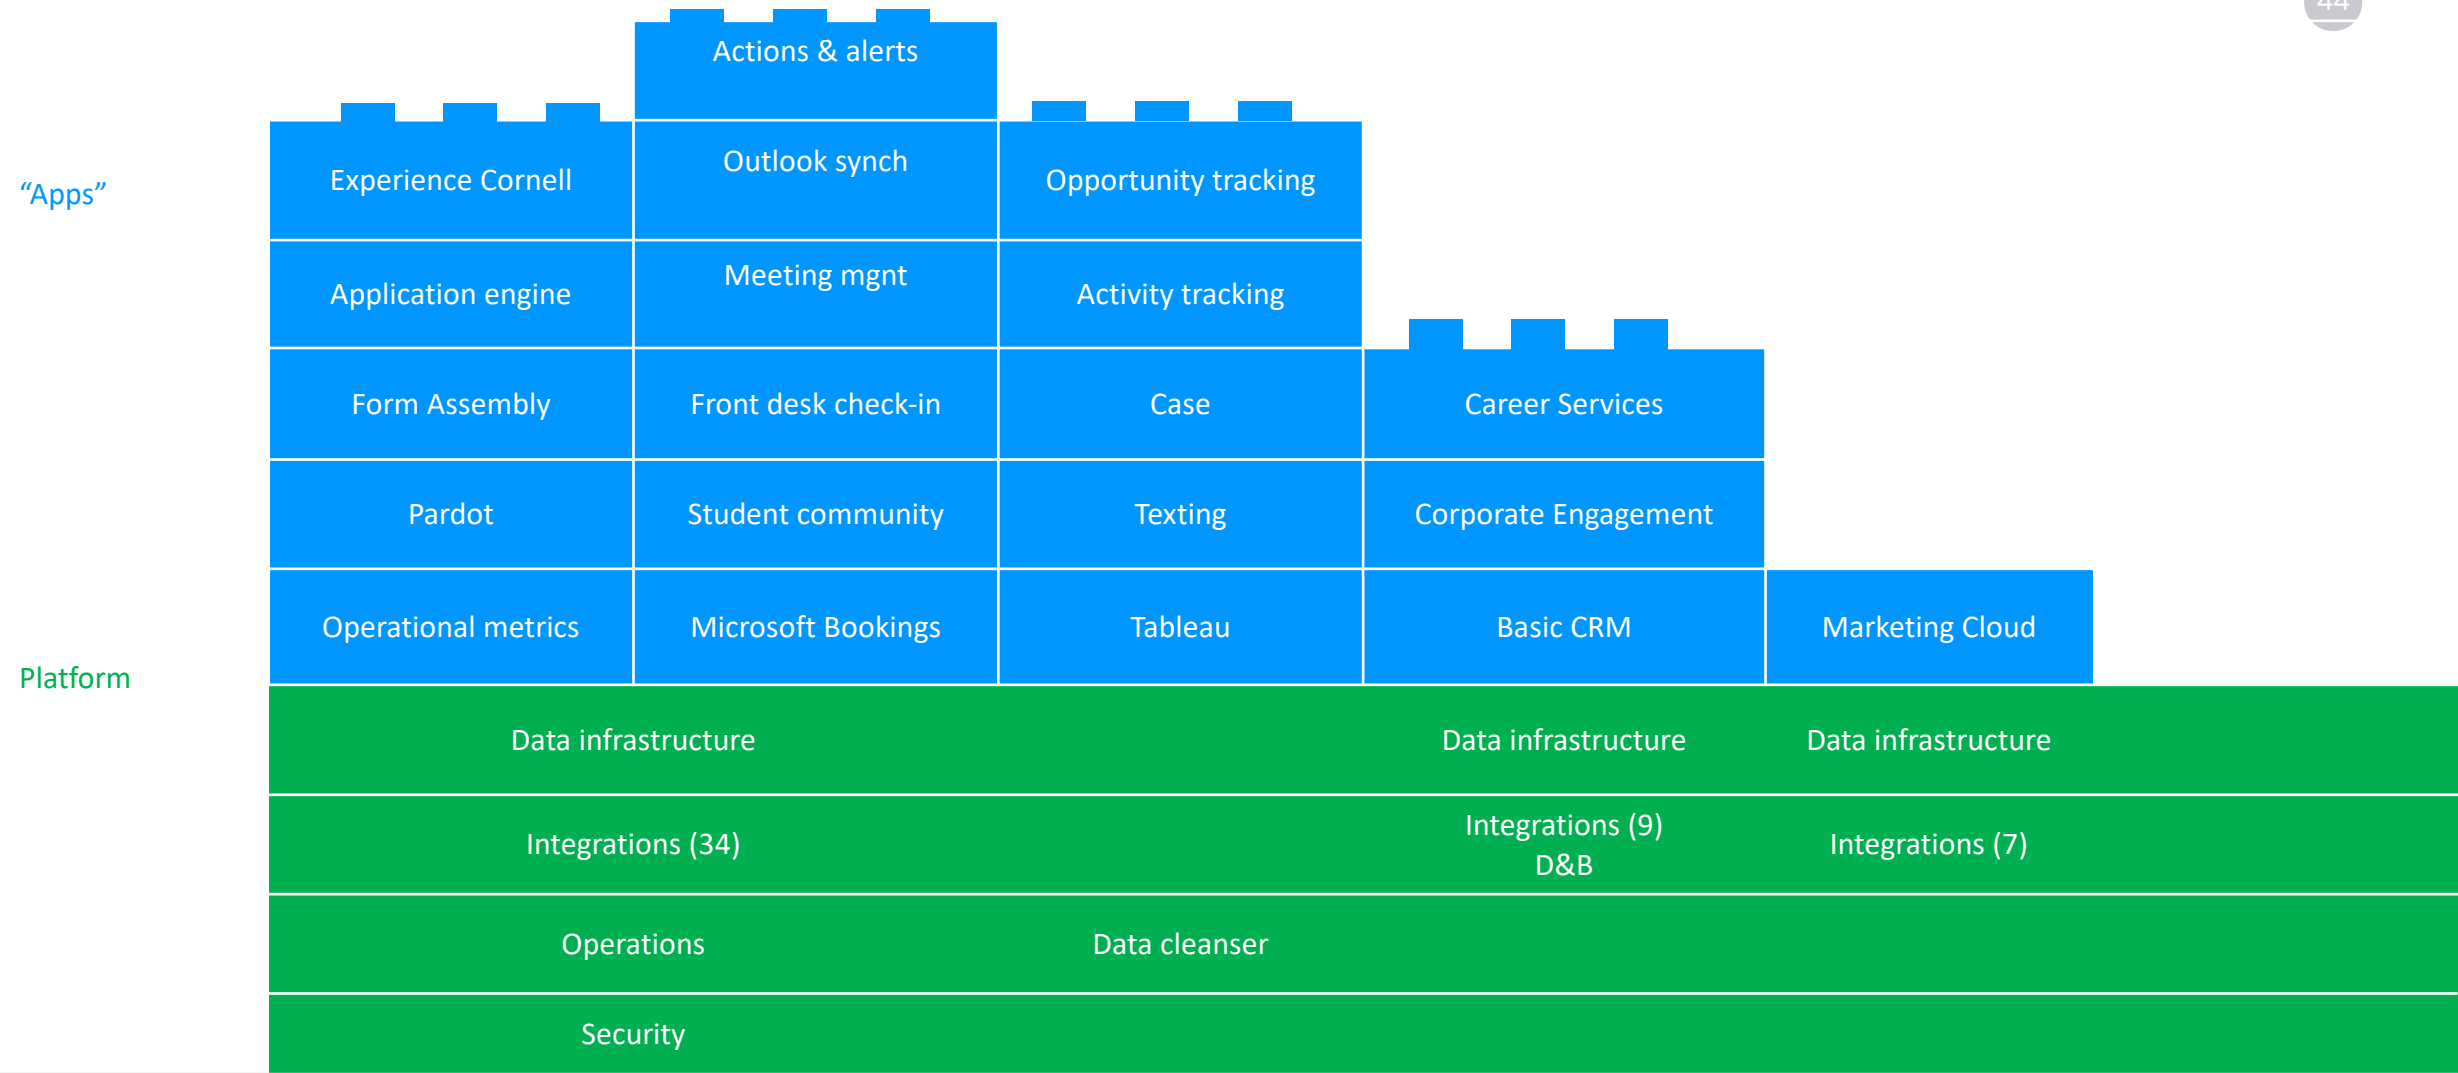 44
Actions & alerts
“Apps”
Experience Cornell
Outlook synch
Opportunity tracking
Application engine
Meeting mgnt
Activity tracking
Form Assembly
Front desk check-in
Case
Career Services
Pardot
Student community
Texting
Corporate Engagement
Operational metrics
Microsoft Bookings
Tableau
Basic CRM
Marketing Cloud
Platform
Data infrastructure
Data infrastructure
Data infrastructure
Integrations (34)
Integrations (9)
D&B
Integrations (7)
Operations
Data cleanser
Security